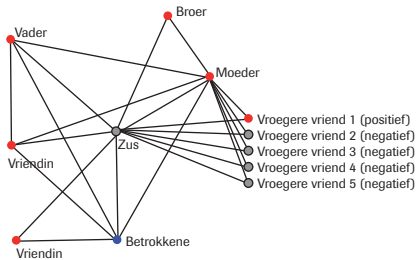 Broer
Vader
Moeder
Vroegere vriend 1 (positief)
Vroegere vriend 2 (negatief)
Zus
Vroegere vriend 3 (negatief)
Vriendin
Vroegere vriend 4 (negatief)
Vroegere vriend 5 (negatief)
Betrokkene
Vriendin